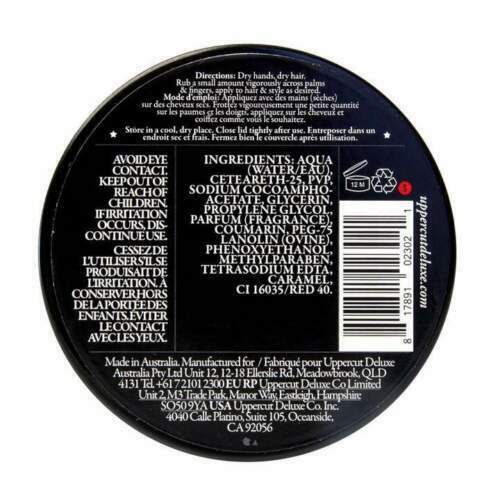 Directions: Dry hands, dry hair.
Rub a small amount vigorously across palms
& fingers, apply to hair & style as desired.
Mode d'emploi: Appliquez avec des mains (sèches)
sur des cheveux secs. Frottez vigoureusement une petite quantité
sur les paumes et les doigts, appliquez sur les cheveux et
coiffez comme vous le souhaitez.
Store in a cool, dry place. Close lid tightly after use. Entreposer dans un
endroit sec et frais. Fermez bien le couvercle après utilisation.
AVOID EYE
CONTACT.
KEEP OUT OF
REACH OF
CHILDREN.
IF IRRITATION
OCCURS, DIS-
CONTINUE USE.
CESSEZ DE
L'UTILISER SI LE
PRODUIT SAIT DE
L'IRRITATION. À
CONSERVER HORS
DE LA PORTÉE DES
ENFANTS. ÉVITER
LE CONTACT
AVEC LES YEUX.
INGREDIENTS: AQUA
(WATER/EAU),
CETEARETH-25, PVP,
SODIUM COCOAMPHO-
ACETATE, GLYCERIN,
PROPYLENE GLYCOL,
PARFUM (FRAGRANCE),
COUMARIN, PEG-75
LANOLIN (OVINE),
PHENOXYETHANOL,
METHYLPARABEN,
TETRASODIUM EDTA,
CARAMEL,
CI 16035/RED 40.
12 M
uppercutdeluxe.com
8 17891 02302 1
Made in Australia. Manufactured for / Fabriqué pour Uppercut Deluxe
Australia Pty Ltd Unit 12, 12-18 Ellerslie Rd, Meadowbrook, QLD
4131 Tel. +61 7 2101 2300 EU RP Uppercut Deluxe Co Limited
Unit 2, M3 Trade Park, Manor Way, Eastleigh, Hampshire
SO50 9YA USA Uppercut Deluxe Co. Inc.
4040 Calle Platino, Suite 105, Oceanside,
CA 92056